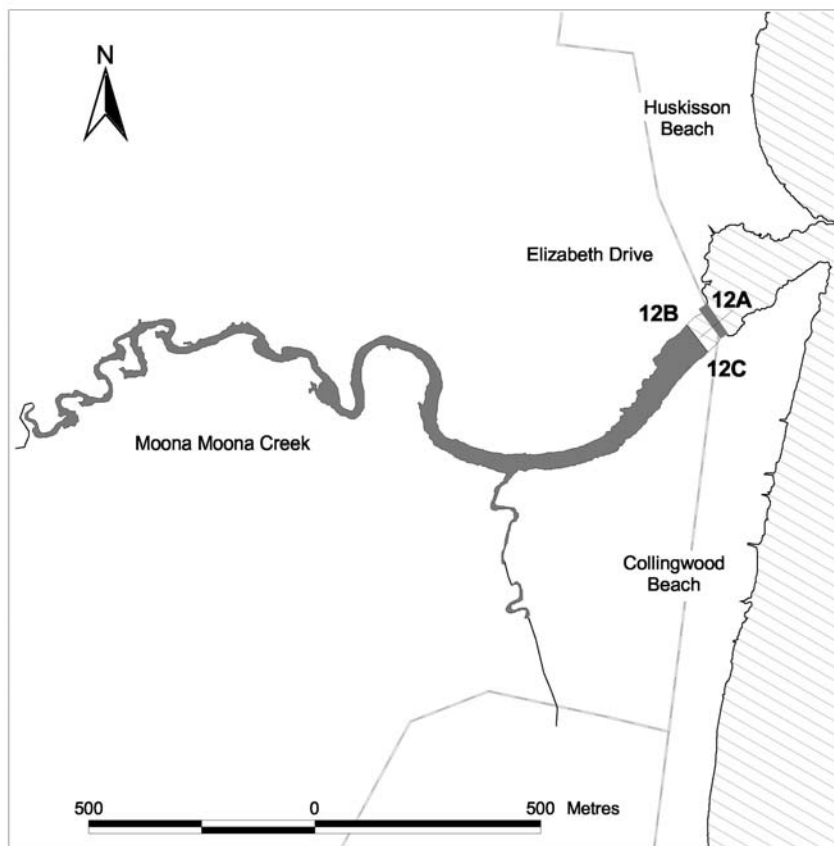 N
Huskisson
Beach
Elizabeth Drive
12A
12B
12C
Moona Moona Creek
Collingwood
Beach
500 0 500 Metres